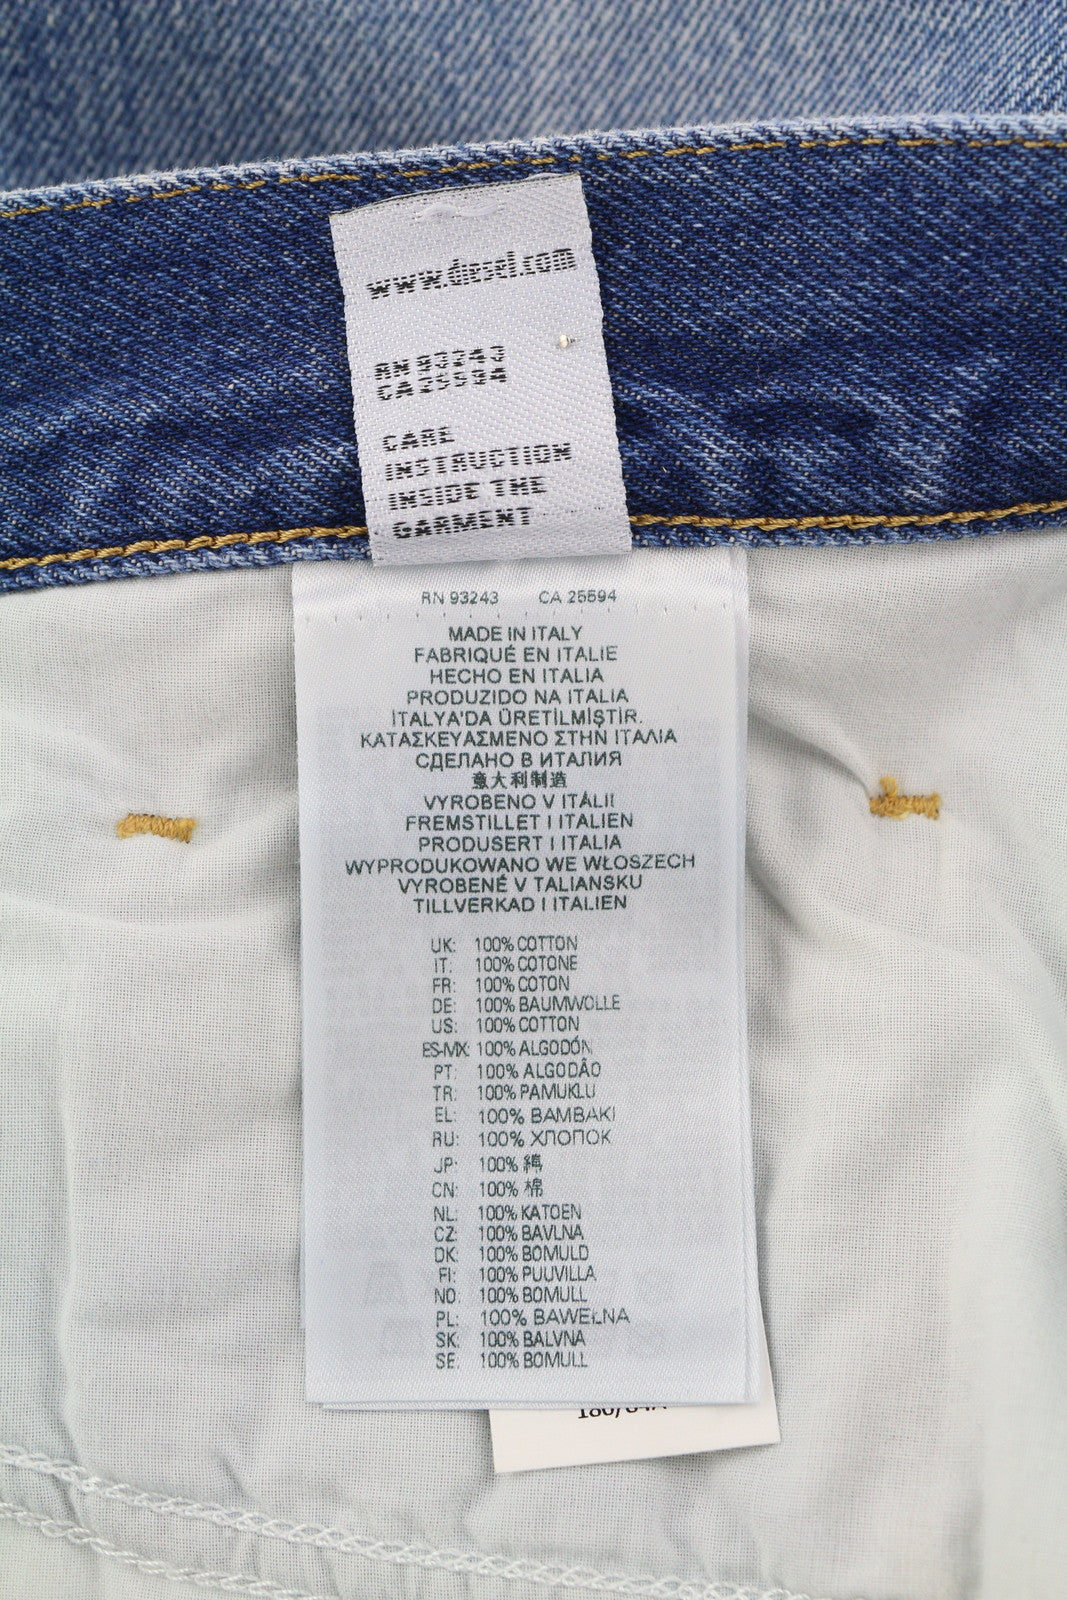 www.diesel.com
RN 93243
CA 25594
CARE
INSTRUCTION
INSIDE THE
GARMENT
RN 93243 CA 25594
MADE IN ITALY
FABRIQUÉ EN ITALIE
HECHO EN ITALIA
PRODUZIDO NA ITALIA
İTALYA'DA ÜRETİLMİŞTİR.
ΚΑΤΑΣΚΕΥΑΣΜΕΝΟ ΣΤΗΝ ΙΤΑΛΙΑ
СДЕЛАНО В ИТАЛИЯ
意大利制造
VYROBENO V ITÁLII
FREMSTILLET I ITALIEN
PRODUSERT I ITALIA
WYPRODUKOWANO WE WŁOSZECH
VYROBENÉ V TALIANSKU
TILLVERKAD I ITALIEN
UK: 100% COTTON
IT: 100% COTONE
FR: 100% COTON
DE: 100% BAUMWOLLE
US: 100% COTTON
ES-MX: 100% ALGODÓN
PT: 100% ALGODÃO
TR: 100% PAMUKLU
EL: 100% ΒΑΜΒΑΚΙ
RU: 100% ХЛОПОК
JP: 100% 綿
CN: 100% 棉
NL: 100% KATOEN
CZ: 100% BAVLNA
DK: 100% BOMULD
FI: 100% PUUVILLA
NO: 100% BOMULL
PL: 100% BAWEŁNA
SK: 100% BALVNA
SE: 100% BOMULL